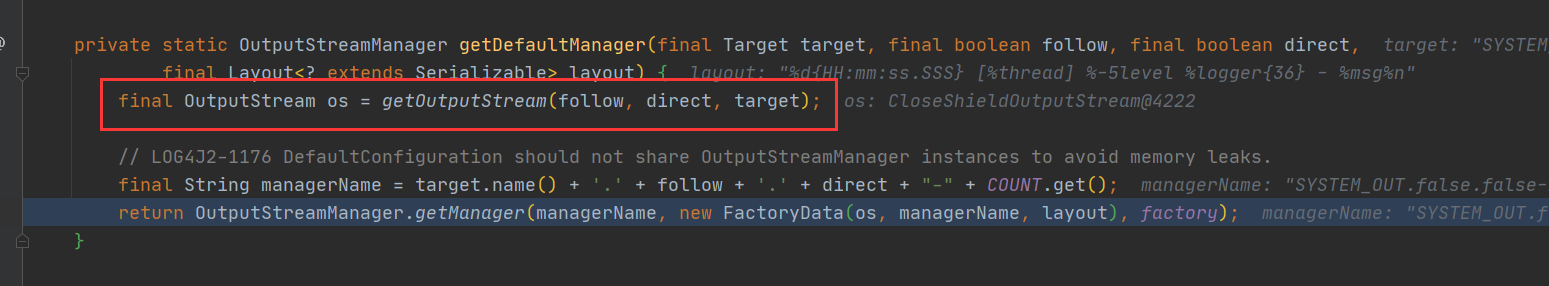 private static OutputStreamManager getDefaultManager(final Target target, final boolean follow, final boolean direct,  target: "SYSTEM_
final Layout<? extends Serializable> layout) {  layout: "%d{HH:mm:ss.SSS} [%thread] %-5level %logger{36} - %msg%n"
final OutputStream os = getOutputStream(follow, direct, target);  os: CloseShieldOutputStream@4222
// LOG4J2-1176 DefaultConfiguration should not share OutputStreamManager instances to avoid memory leaks.
final String managerName = target.name() + '.' + follow + '.' + direct + "-" + COUNT.get();  managerName: "SYSTEM_OUT.false.false-
return OutputStreamManager.getManager(managerName, new FactoryData(os, managerName, layout), factory);  managerName: "SYSTEM_OUT.f
}